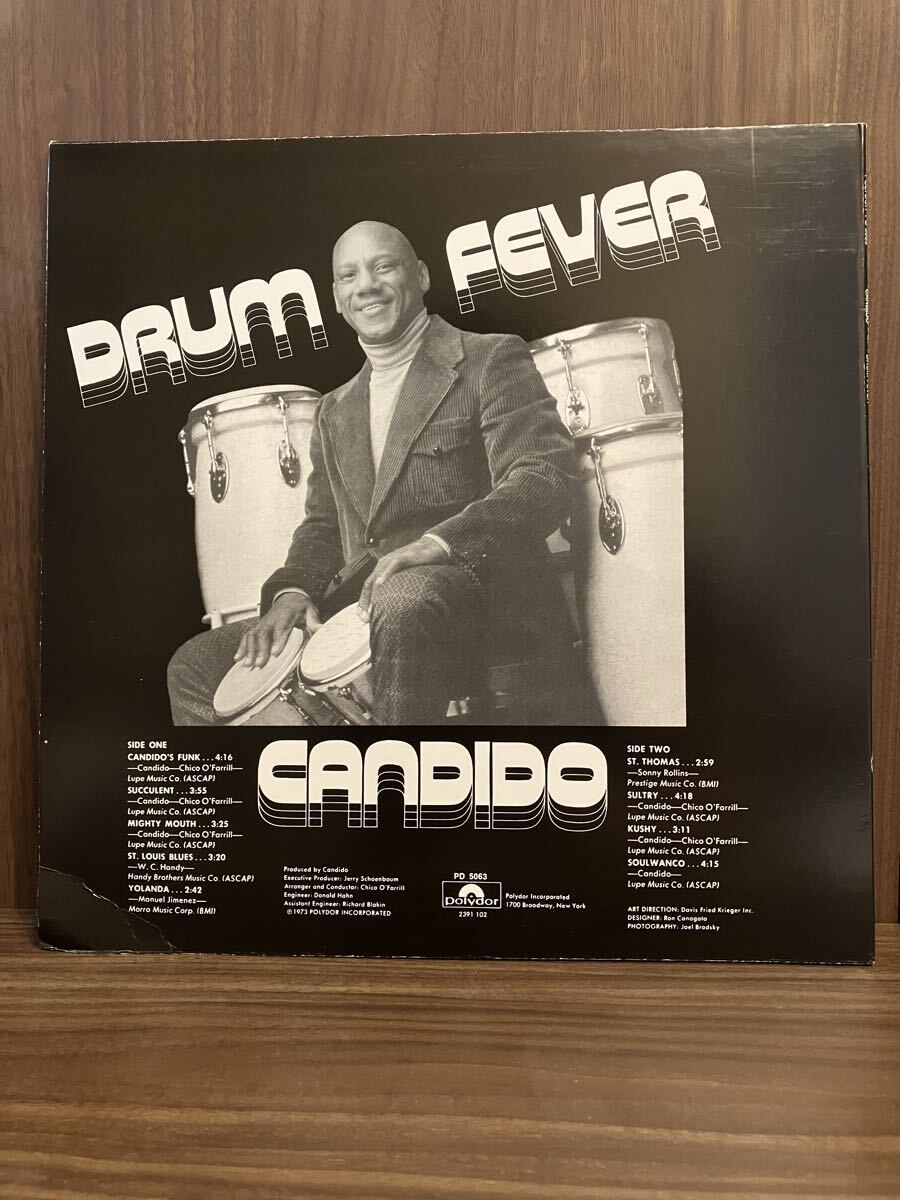 DRUM FEVER
SIDE ONE
CANDIDO'S FUNK...4:16
—Candido—Chico O'Farrill—
Lupe Music Co. (ASCAP)
SUCCULENT...3:55
—Candido—Chico O'Farrill—
Lupe Music Co. (ASCAP)
MIGHTY MOUTH...3:25
—Candido—Chico O'Farrill—
Lupe Music Co. (ASCAP)
ST. LOUIS BLUES...3:20
—W. C. Handy—
Handy Brothers Music Co. (ASCAP)
YOLANDA...2:42
—Manuel Jimenez—
Morro Music Corp. (BMI)
CANDIDO
Produced by Candido
Executive Producer: Jerry Schoenbaum
Arranger and Conductor: Chico O'Farrill
Engineer: Donald Hahn
Assistant Engineer: Richard Blakin
℗1973 POLYDOR INCORPORATED
PD 5063
Polydor
2391 102
Polydor Incorporated
1700 Broadway, New York
SIDE TWO
ST. THOMAS...2:59
—Sonny Rollins—
Prestige Music Co. (BMI)
SULTRY...4:18
—Candido—Chico O'Farrill—
Lupe Music Co. (ASCAP)
KUSHY...3:11
—Candido—Chico O'Farrill—
Lupe Music Co. (ASCAP)
SOULWANCO...4:15
—Candido—
Lupe Music Co. (ASCAP)
ART DIRECTION: Davis Fried Krieger Inc.
DESIGNER: Ron Canagata
PHOTOGRAPHY: Joel Brodsky